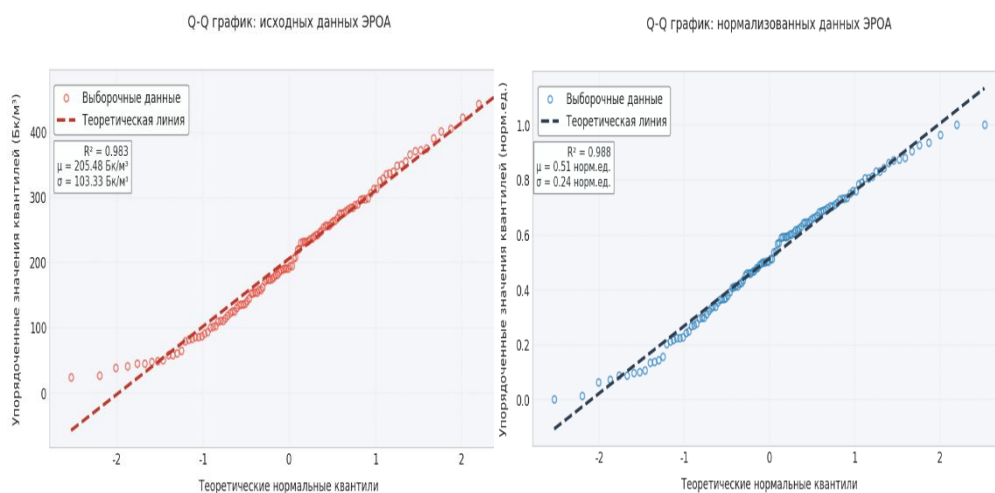 Q-Q график: исходных данных ЭРОА
Упорядоченные значения квантилей (Бк/м³)
Выборочные данные
Теоретическая линия
R² = 0.983
μ = 205.48 Бк/м³
σ = 103.33 Бк/м³
400
300
200
100
0
-2 -1 0 1 2
Теоретические нормальные квантили
Q-Q график: нормализованных данных ЭРОА
Упорядоченные значения квантилей (норм.ед.)
Выборочные данные
Теоретическая линия
R² = 0.988
μ = 0.51 норм.ед.
σ = 0.24 норм.ед.
1.0
0.8
0.6
0.4
0.2
0.0
-2 -1 0 1 2
Теоретические нормальные квантили